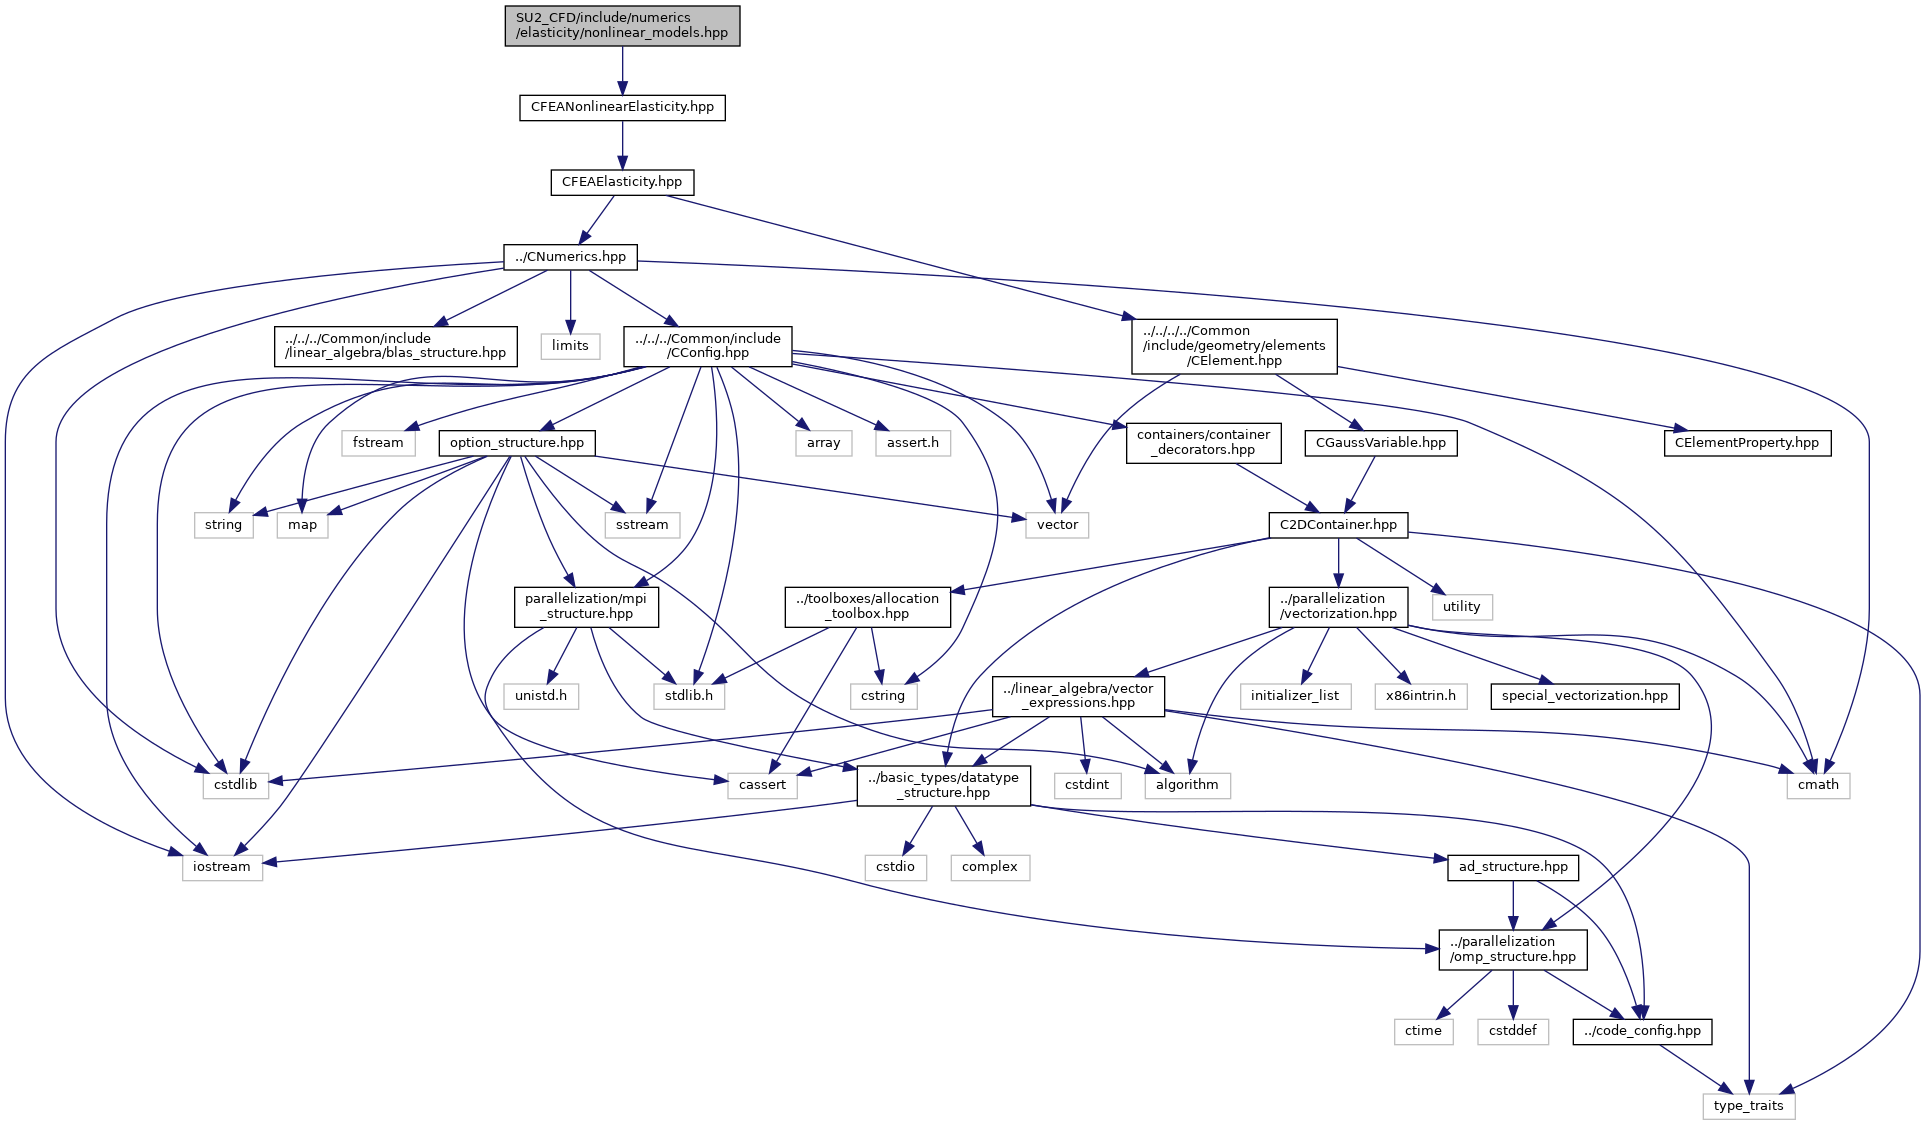 SU2_CFD/include/numerics
/elasticity/nonlinear_models.hpp
CFEANonlinearElasticity.hpp
CFEAElasticity.hpp
../CNumerics.hpp
../../../Common/include
/linear_algebra/blas_structure.hpp
limits
../../../Common/include
/CConfig.hpp
../../../../Common
/include/geometry/elements
/CElement.hpp
fstream
option_structure.hpp
array
assert.h
containers/container
_decorators.hpp
CGaussVariable.hpp
CElementProperty.hpp
string
map
sstream
vector
C2DContainer.hpp
parallelization/mpi
_structure.hpp
../toolboxes/allocation
_toolbox.hpp
../parallelization
/vectorization.hpp
utility
unistd.h
stdlib.h
cstring
../linear_algebra/vector
_expressions.hpp
initializer_list
x86intrin.h
special_vectorization.hpp
cstdlib
cassert
../basic_types/datatype
_structure.hpp
cstdint
algorithm
cmath
iostream
cstdio
complex
ad_structure.hpp
../parallelization
/omp_structure.hpp
ctime
cstddef
../code_config.hpp
type_traits